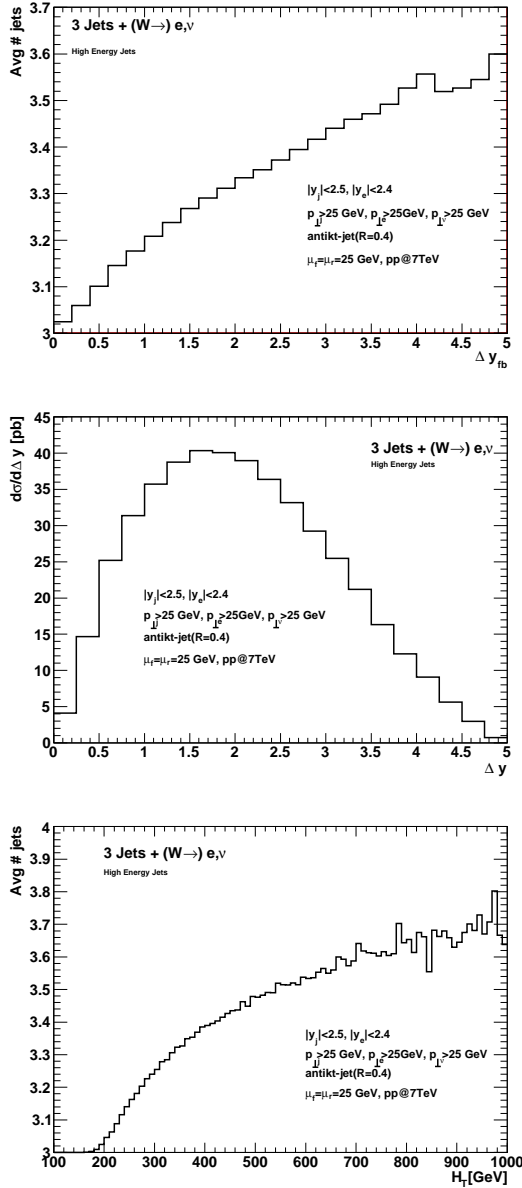 Avg # jets
3.7
3.6
3.5
3.4
3.3
3.2
3.1
3
3 Jets + (W→) e,ν
High Energy Jets
|y_j|<2.5, |y_e|<2.4
p_⊥j>25 GeV, p_⊥e>25GeV, p_⊥ν>25 GeV
antikt-jet(R=0.4)
μ_f=μ_r=25 GeV, pp@7TeV
0 0.5 1 1.5 2 2.5 3 3.5 4 4.5 5
Δ y_fb
dσ/dΔ y [pb]
45
40
35
30
25
20
15
10
5
0
3 Jets + (W→) e,ν
High Energy Jets
|y_j|<2.5, |y_e|<2.4
p_⊥j>25 GeV, p_⊥e>25GeV, p_⊥ν>25 GeV
antikt-jet(R=0.4)
μ_f=μ_r=25 GeV, pp@7TeV
0 0.5 1 1.5 2 2.5 3 3.5 4 4.5 5
Δ y
Avg # jets
4
3.9
3.8
3.7
3.6
3.5
3.4
3.3
3.2
3.1
3
3 Jets + (W→) e,ν
High Energy Jets
|y_j|<2.5, |y_e|<2.4
p_⊥j>25 GeV, p_⊥e>25GeV, p_⊥ν>25 GeV
antikt-jet(R=0.4)
μ_f=μ_r=25 GeV, pp@7TeV
100 200 300 400 500 600 700 800 900 1000
H_T[GeV]